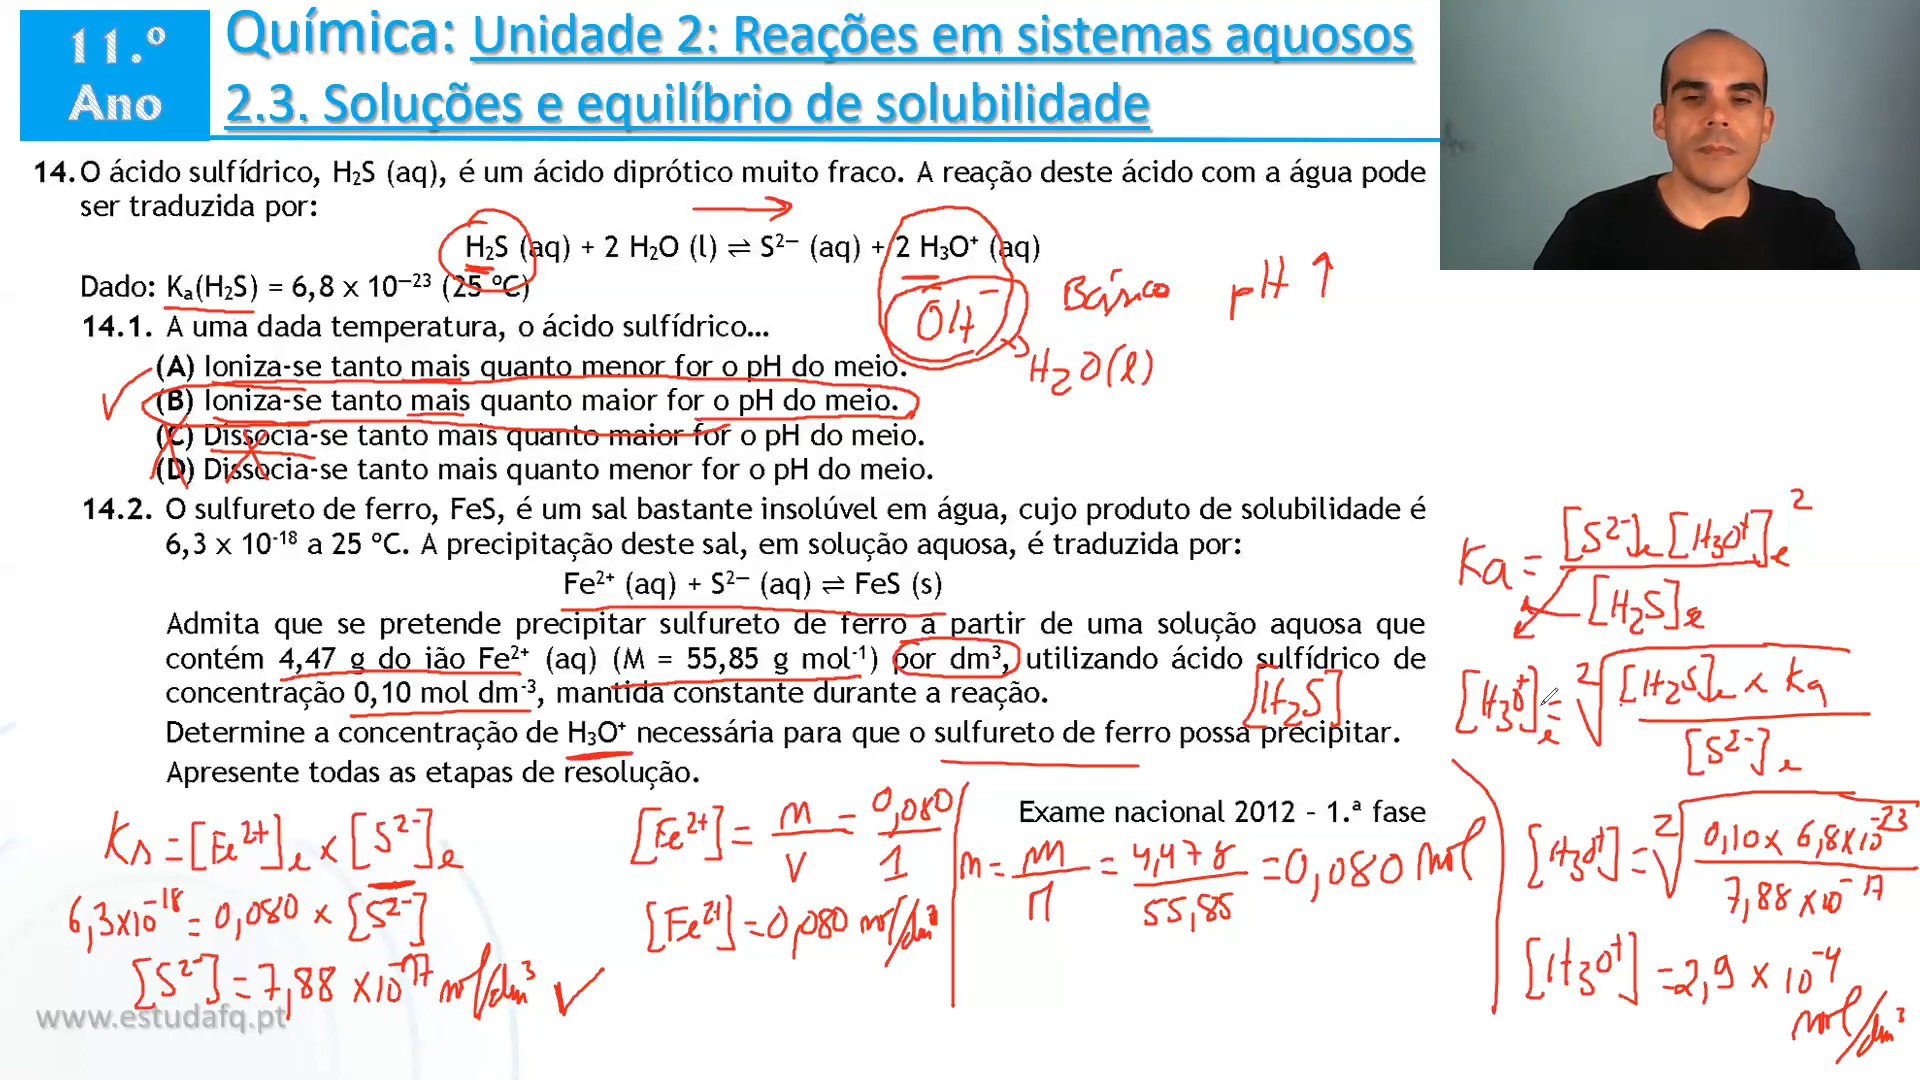 11.º
Ano
Química: Unidade 2: Reações em sistemas aquosos
2.3. Soluções e equilíbrio de solubilidade
14. O ácido sulfídrico, H₂S (aq), é um ácido diprótico muito fraco. A reação deste ácido com a água pode
ser traduzida por:
H₂S (aq) + 2 H₂O (l) ⇌ S²⁻ (aq) + 2 H₃O⁺ (aq)
Dado: Kₐ(H₂S) = 6,8 x 10⁻²³ (25 ºC)
OH⁻
Básico pH ↑
H₂O(l)
14.1. A uma dada temperatura, o ácido sulfídrico...
(A) Ioniza-se tanto mais quanto menor for o pH do meio.
(B) Ioniza-se tanto mais quanto maior for o pH do meio.
(C) Dissocia-se tanto mais quanto maior for o pH do meio.
(D) Dissocia-se tanto mais quanto menor for o pH do meio.
14.2. O sulfureto de ferro, FeS, é um sal bastante insolúvel em água, cujo produto de solubilidade é
6,3 x 10⁻¹⁸ a 25 ºC. A precipitação deste sal, em solução aquosa, é traduzida por:
Fe²⁺ (aq) + S²⁻ (aq) ⇌ FeS (s)
Admita que se pretende precipitar sulfureto de ferro a partir de uma solução aquosa que
contém 4,47 g do ião Fe²⁺ (aq) (M = 55,85 g mol⁻¹) por dm³, utilizando ácido sulfídrico de
concentração 0,10 mol dm⁻³, mantida constante durante a reação.
[H₂S]
Determine a concentração de H₃O⁺ necessária para que o sulfureto de ferro possa precipitar.
Apresente todas as etapas de resolução.
Exame nacional 2012 – 1.ª fase
Ks = [Fe²⁺]e × [S²⁻]e
6,3×10⁻¹⁸ = 0,080 × [S²⁻]
[S²⁻] = 7,88 ×10⁻¹⁷ mol/dm³ ✓
[Fe²⁺] = n/V = 0,080/1
[Fe²⁺] = 0,080 mol/dm³
n = m/M = 4,478/55,85 = 0,080 mol
Ka = [S²⁻]e [H₃O⁺]e² / [H₂S]e
[H₃O⁺]e = ²√([H₂S]e × Ka / [S²⁻]e)
[H₃O⁺] = ²√(0,10 × 6,8×10⁻²³ / 7,88 ×10⁻¹⁷)
[H₃O⁺] = 2,9 × 10⁻⁴
mol/dm³
www.estudafq.pt